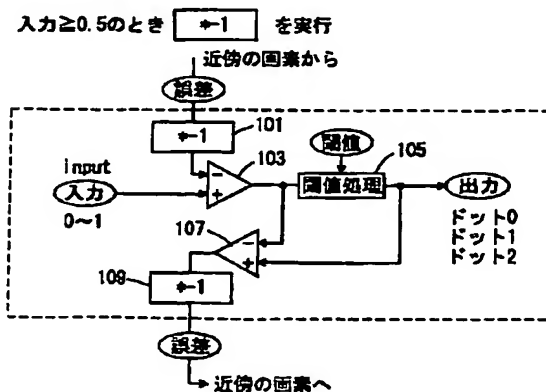 入力≧0.5のとき *-1 を実行
近傍の画素から
誤差
*-1
101
閾値
103
105
input
入力
0~1
-
+
閾値処理
出力
ドット0
ドット1
ドット2
107
-
+
109
*-1
誤差
近傍の画素へ